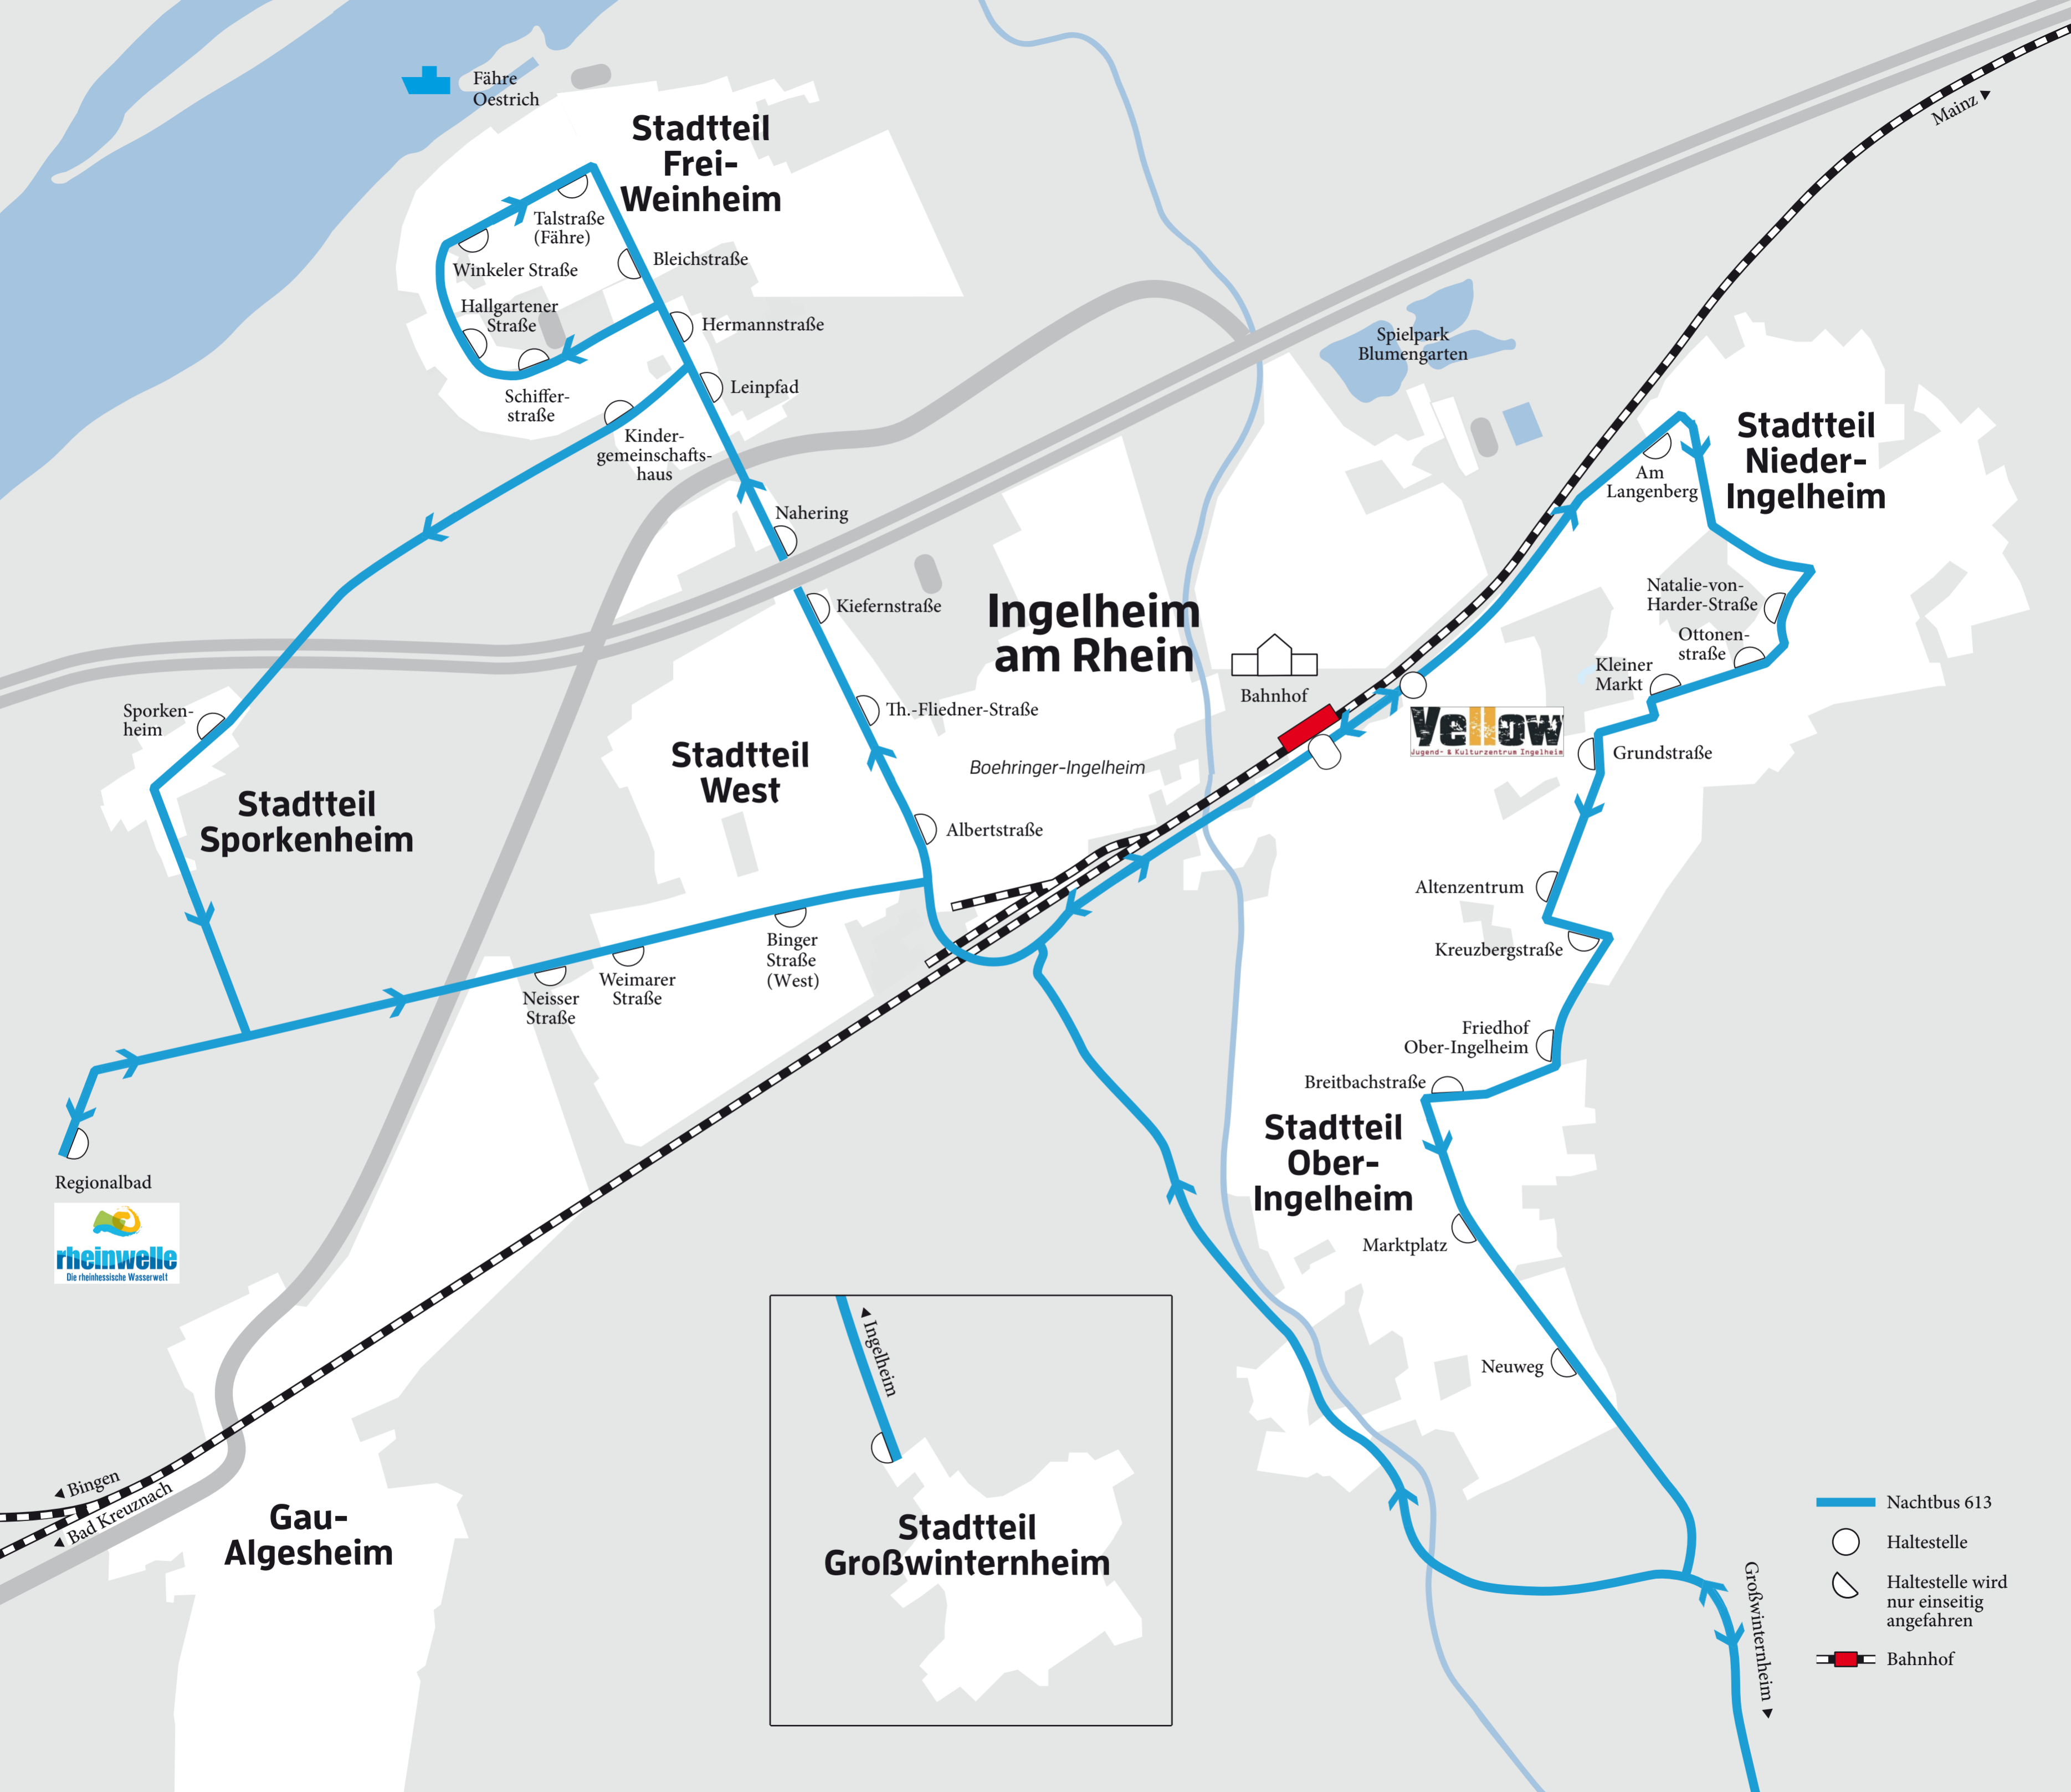 Fähre
Oestrich
Stadtteil
Frei-
Weinheim
Talstraße
(Fähre)
Winkeler Straße
Bleichstraße
Hallgartener
Straße
Hermannstraße
Leinpfad
Schiffer-
straße
Kinder-
gemeinschafts-
haus
Nahering
Kiefernstraße
Th.-Fliedner-Straße
Albertstraße
Sporken-
heim
Stadtteil
Sporkenheim
Stadtteil
West
Boehringer-Ingelheim
Ingelheim
am Rhein
Bahnhof
Spielpark
Blumengarten
Mainz
Stadtteil
Nieder-
Ingelheim
Am
Langenberg
Natalie-von-
Harder-Straße
Ottonen-
straße
Kleiner
Markt
Yellow
Jugend- & Kulturzentrum Ingelheim
Grundstraße
Altenzentrum
Kreuzbergstraße
Friedhof
Ober-Ingelheim
Breitbachstraße
Stadtteil
Ober-
Ingelheim
Marktplatz
Neuweg
Binger
Straße
(West)
Weimarer
Straße
Neisser
Straße
Regionalbad
rheinwelle
Die rheinhessische Wasserwelt
Bingen
Bad Kreuznach
Gau-
Algesheim
Ingelheim
Stadtteil
Großwinternheim
Großwinternheim
Nachtbus 613
Haltestelle
Haltestelle wird
nur einseitig
angefahren
Bahnhof